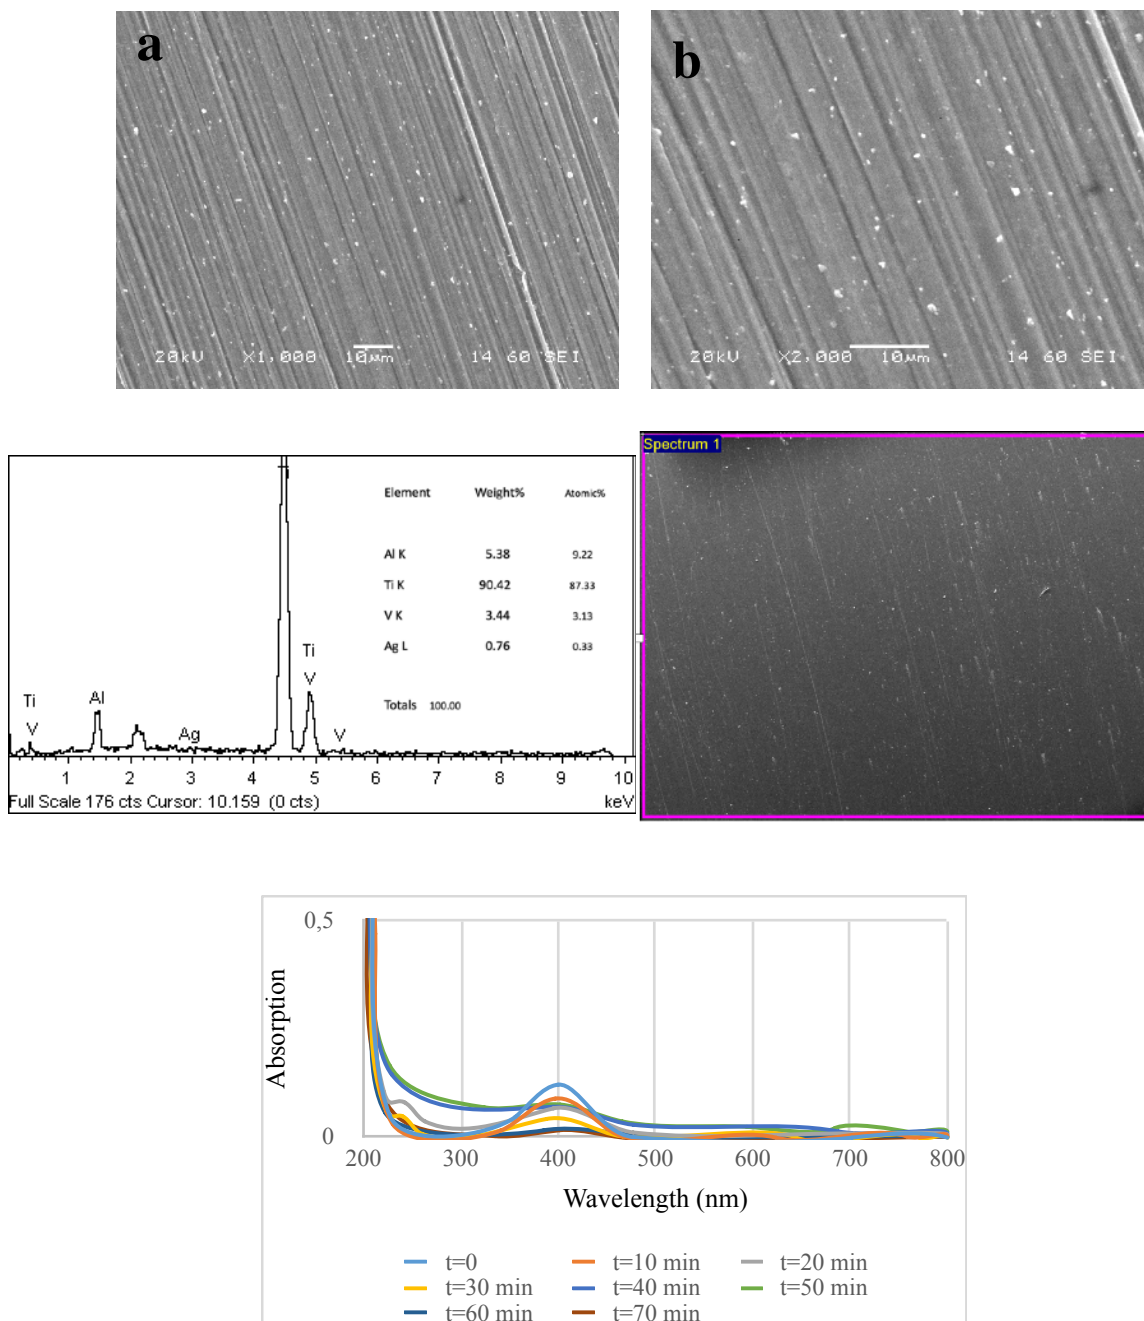 a
b
20kV X1,000 10µm 14 60 SEI
20kV X2,000 10µm 14 60 SEI
Spectrum 1
Element Weight% Atomic%
Al K 5.38 9.22
Ti K 90.42 87.33
V K 3.44 3.13
Ag L 0.76 0.33
Totals 100.00
Ti
V
Al
Ag
Ti
V
V
1 2 3 4 5 6 7 8 9 10
Full Scale 176 cts Cursor: 10.159 (0 cts) keV
0,5
Absorption
0
200 300 400 500 600 700 800
Wavelength (nm)
t=0 t=10 min t=20 min
t=30 min t=40 min t=50 min
t=60 min t=70 min